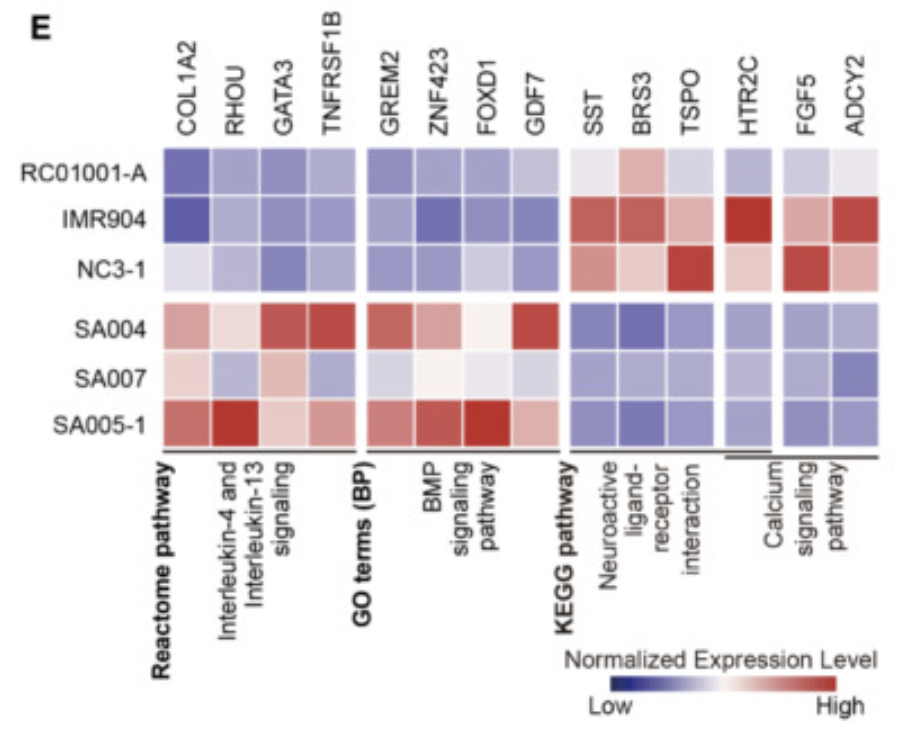 E
COL1A2
RHOU
GATA3
TNFRSF1B
GREM2
ZNF423
FOXD1
GDF7
SST
BRS3
TSPO
HTR2C
FGF5
ADCY2
RC01001-A
IMR904
NC3-1
SA004
SA007
SA005-1
Reactome pathway
Interleukin-4 and
Interleukin-13
signaling
GO terms (BP)
BMP
signaling
pathway
KEGG pathway
Neuroactive
ligand-
receptor
interaction
Calcium
signaling
pathway
Normalized Expression Level
Low
High